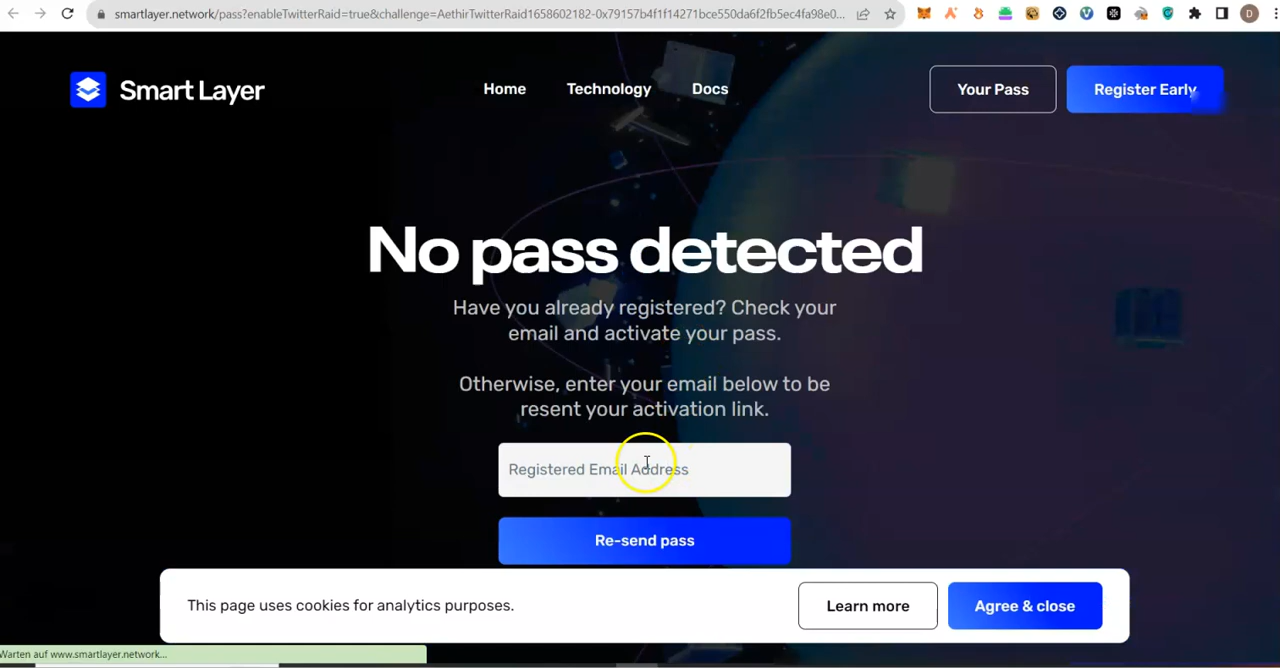 smartlayer.network/pass?enableTwitterRaid=true&challenge=AethirTwitterRaid1658602182-0x79157b4f1f14271bce550da6f2fb5ec4fa98e0...
Smart Layer
Home
Technology
Docs
Your Pass
Register Early
No pass detected
Have you already registered? Check your
email and activate your pass.
Otherwise, enter your email below to be
resent your activation link.
Registered Email Address
Re-send pass
This page uses cookies for analytics purposes.
Learn more
Agree & close
Warten auf www.smartlayer.network...
D